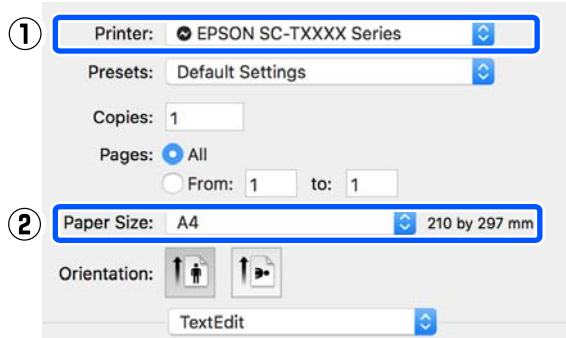 ① Printer: EPSON SC-TXXXX Series
Presets: Default Settings
Copies: 1
Pages: All
From: 1 to: 1
② Paper Size: A4 210 by 297 mm
Orientation:
TextEdit